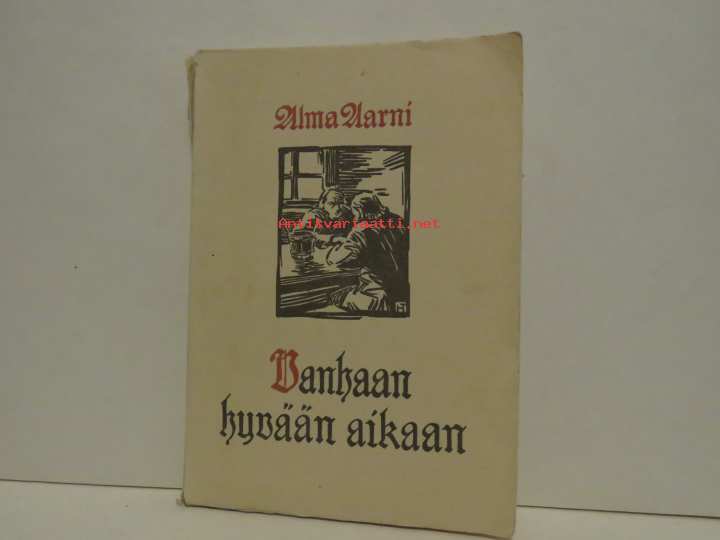 Alma Aarni
Antikvariaatti.net
Vanhaan
hyvään aikaan